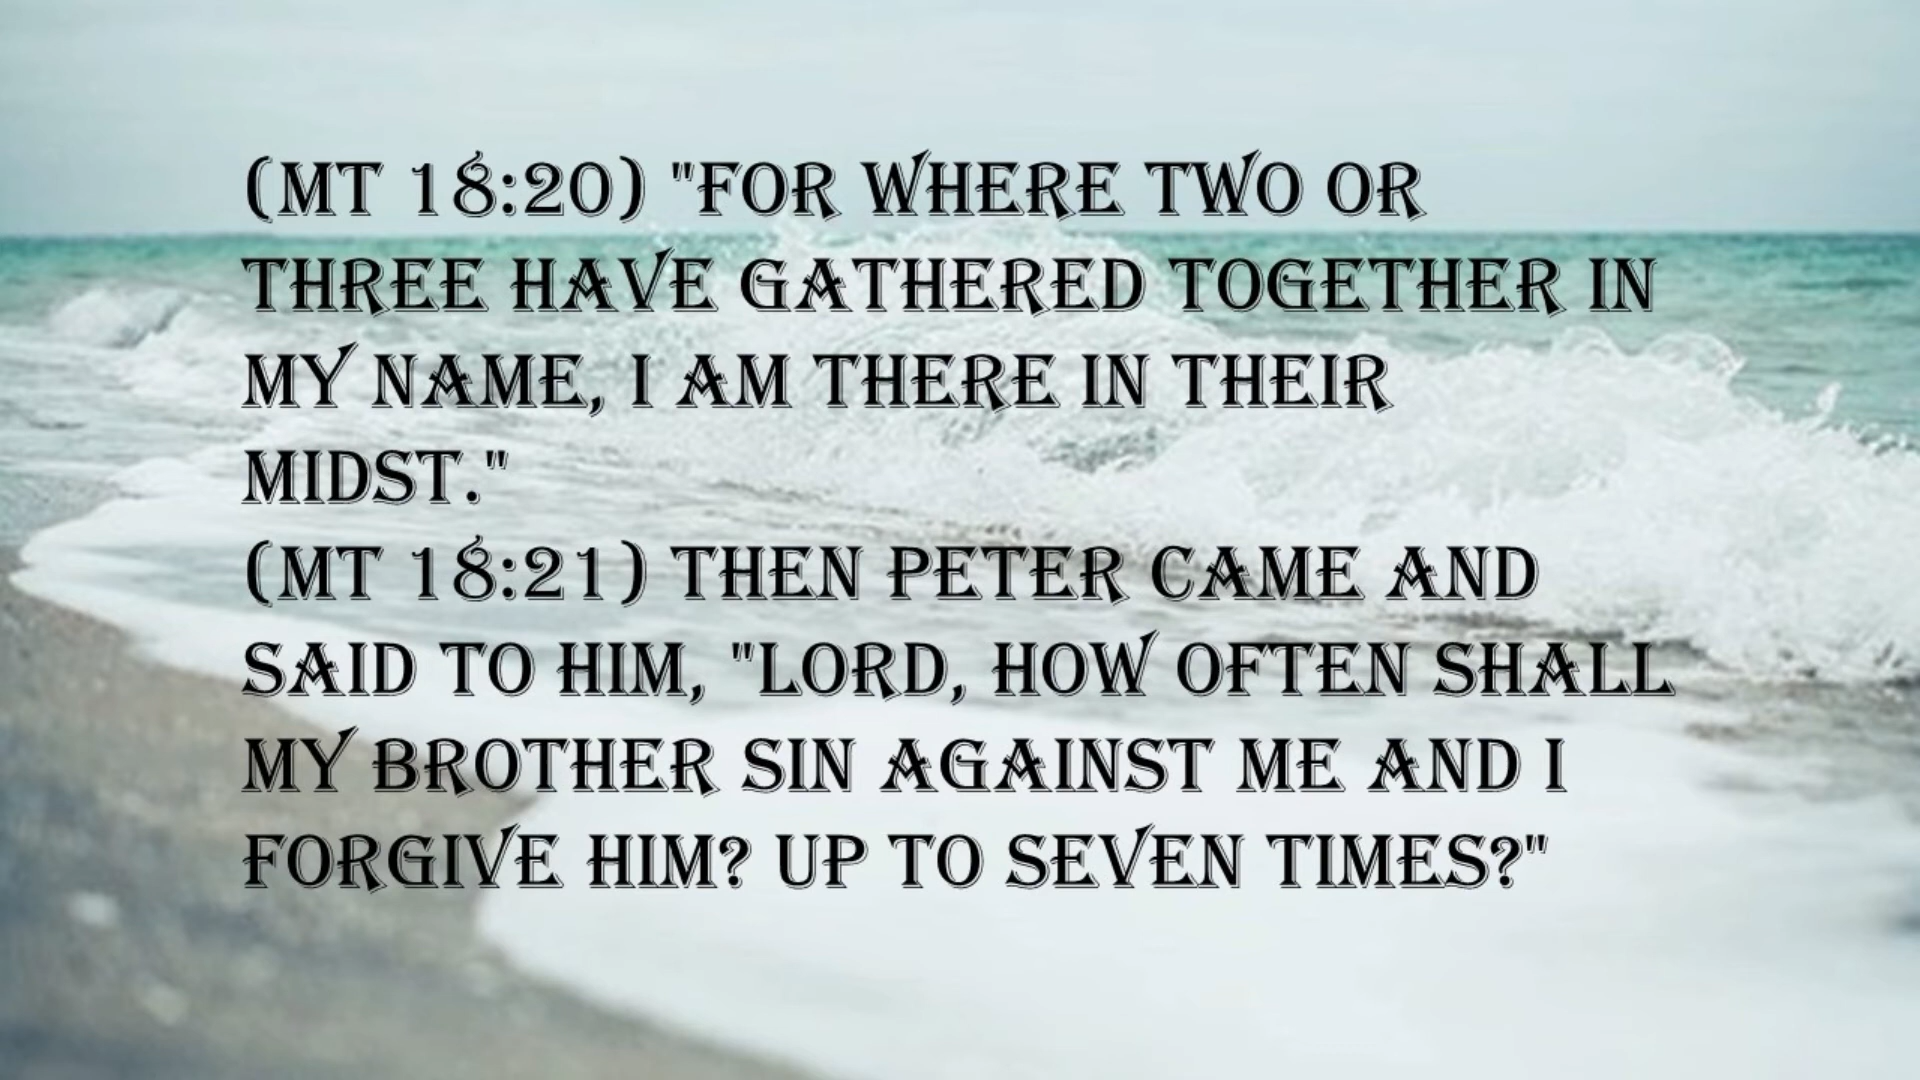 (MT 18:20) "FOR WHERE TWO OR
THREE HAVE GATHERED TOGETHER IN
MY NAME, I AM THERE IN THEIR
MIDST."
(MT 18:21) THEN PETER CAME AND
SAID TO HIM, "LORD, HOW OFTEN SHALL
MY BROTHER SIN AGAINST ME AND I
FORGIVE HIM? UP TO SEVEN TIMES?"